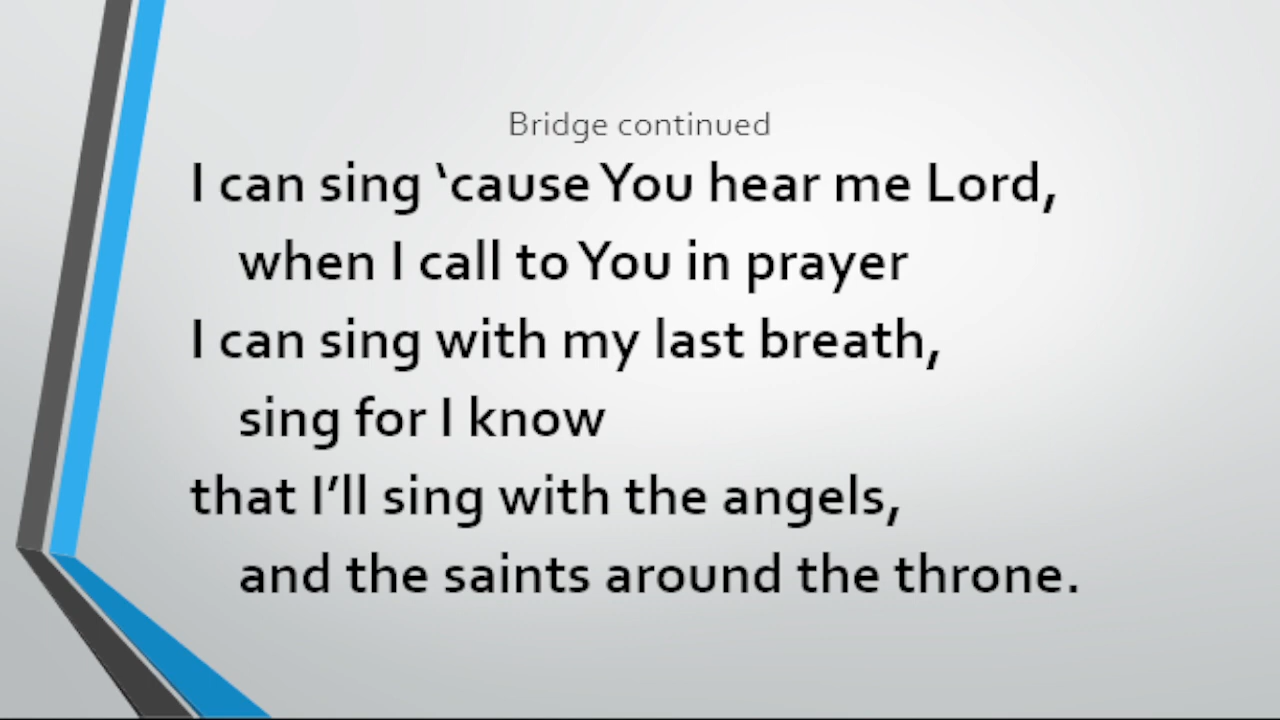 Bridge continued
I can sing ‘cause You hear me Lord,
when I call to You in prayer
I can sing with my last breath,
sing for I know
that I’ll sing with the angels,
and the saints around the throne.